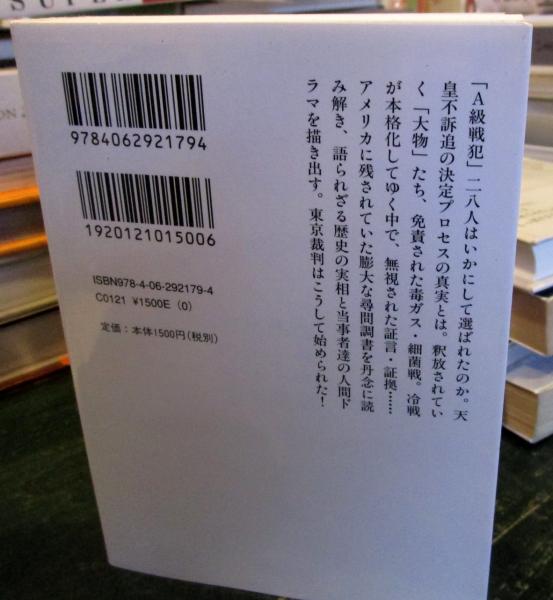 「A級戦犯」二八人はいかにして選ばれたのか。天
皇不訴追の決定プロセスの真実とは。釈放されてい
く「大物」たち、免責された毒ガス・細菌戦。冷戦
が本格化してゆく中で、無視された証言・証拠……
アメリカに残されていた膨大な尋問調書を丹念に読
み解き、語られざる歴史の実相と当事者達の人間ド
ラマを描き出す。東京裁判はこうして始められた!
9784062921794
1920121015006
ISBN978-4-06-292179-4
C0121 ¥1500E (0)
定価:本体1500円(税別)